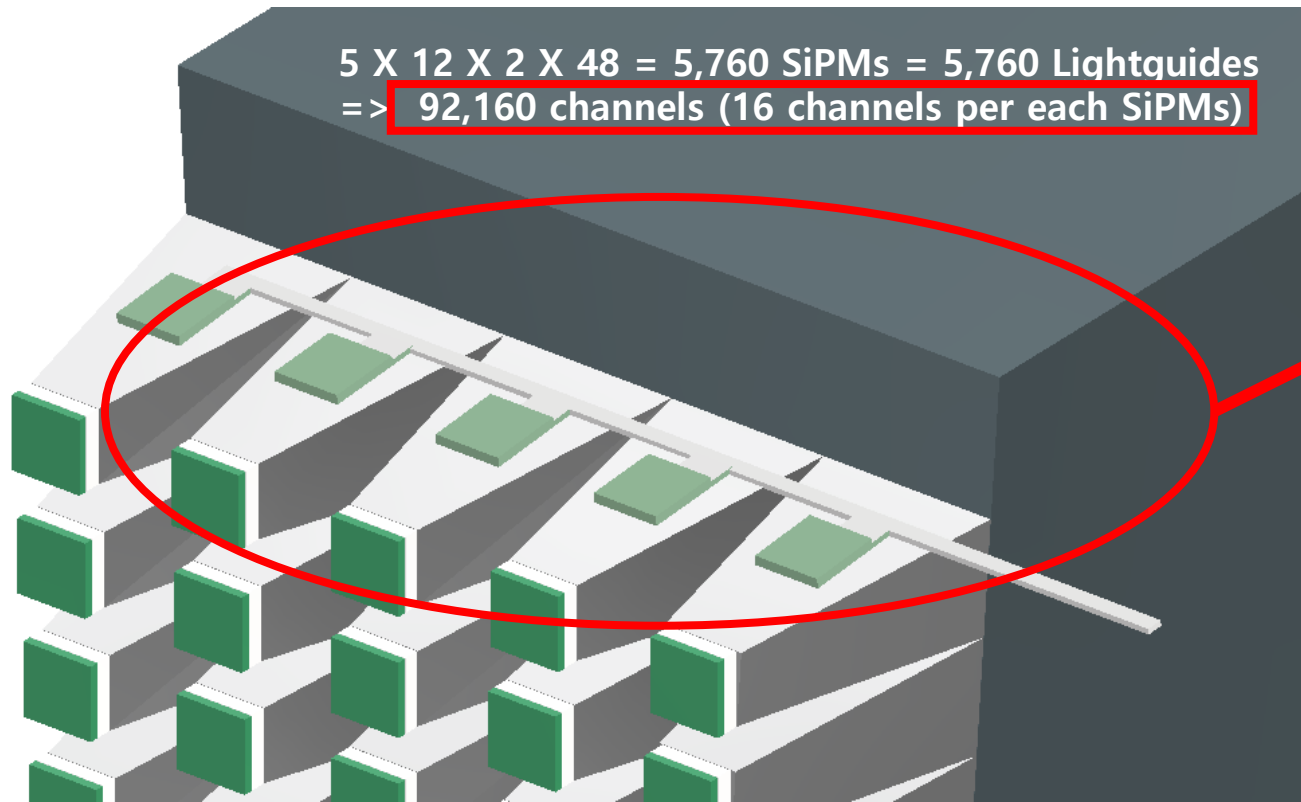 5 X 12 X 2 X 48 = 5,760 SiPMs = 5,760 Lightguides
=> 92,160 channels (16 channels per each SiPMs)